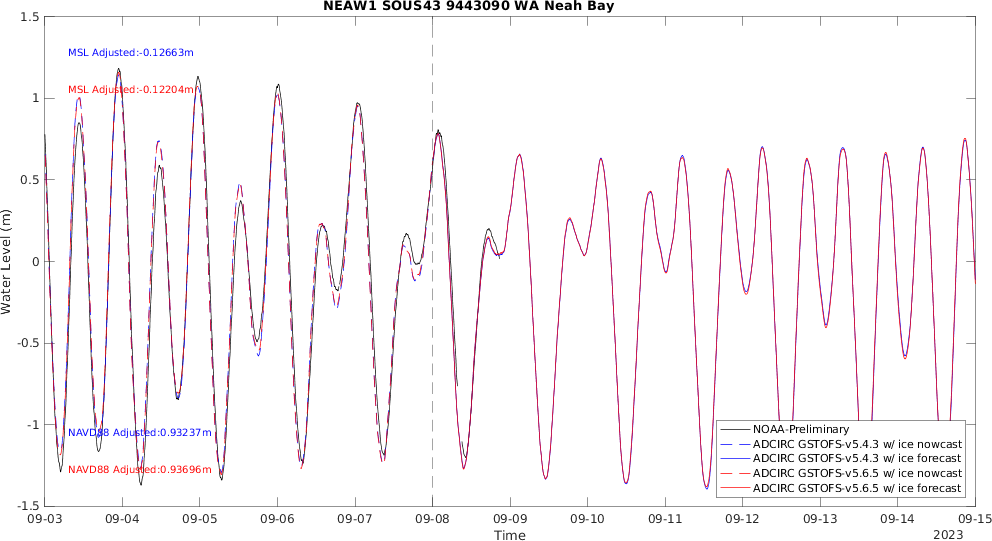 NEAW1 SOUS43 9443090 WA Neah Bay
1.5
1
0.5
0
-0.5
-1
-1.5
Water Level (m)
MSL Adjusted:-0.12663m
MSL Adjusted:-0.12204m
NAVD88 Adjusted:0.93237m
NAVD88 Adjusted:0.93696m
NOAA-Preliminary
ADCIRC GSTOFS-v5.4.3 w/ ice nowcast
ADCIRC GSTOFS-v5.4.3 w/ ice forecast
ADCIRC GSTOFS-v5.6.5 w/ ice nowcast
ADCIRC GSTOFS-v5.6.5 w/ ice forecast
09-03 09-04 09-05 09-06 09-07 09-08 09-09 09-10 09-11 09-12 09-13 09-14 09-15
Time
2023